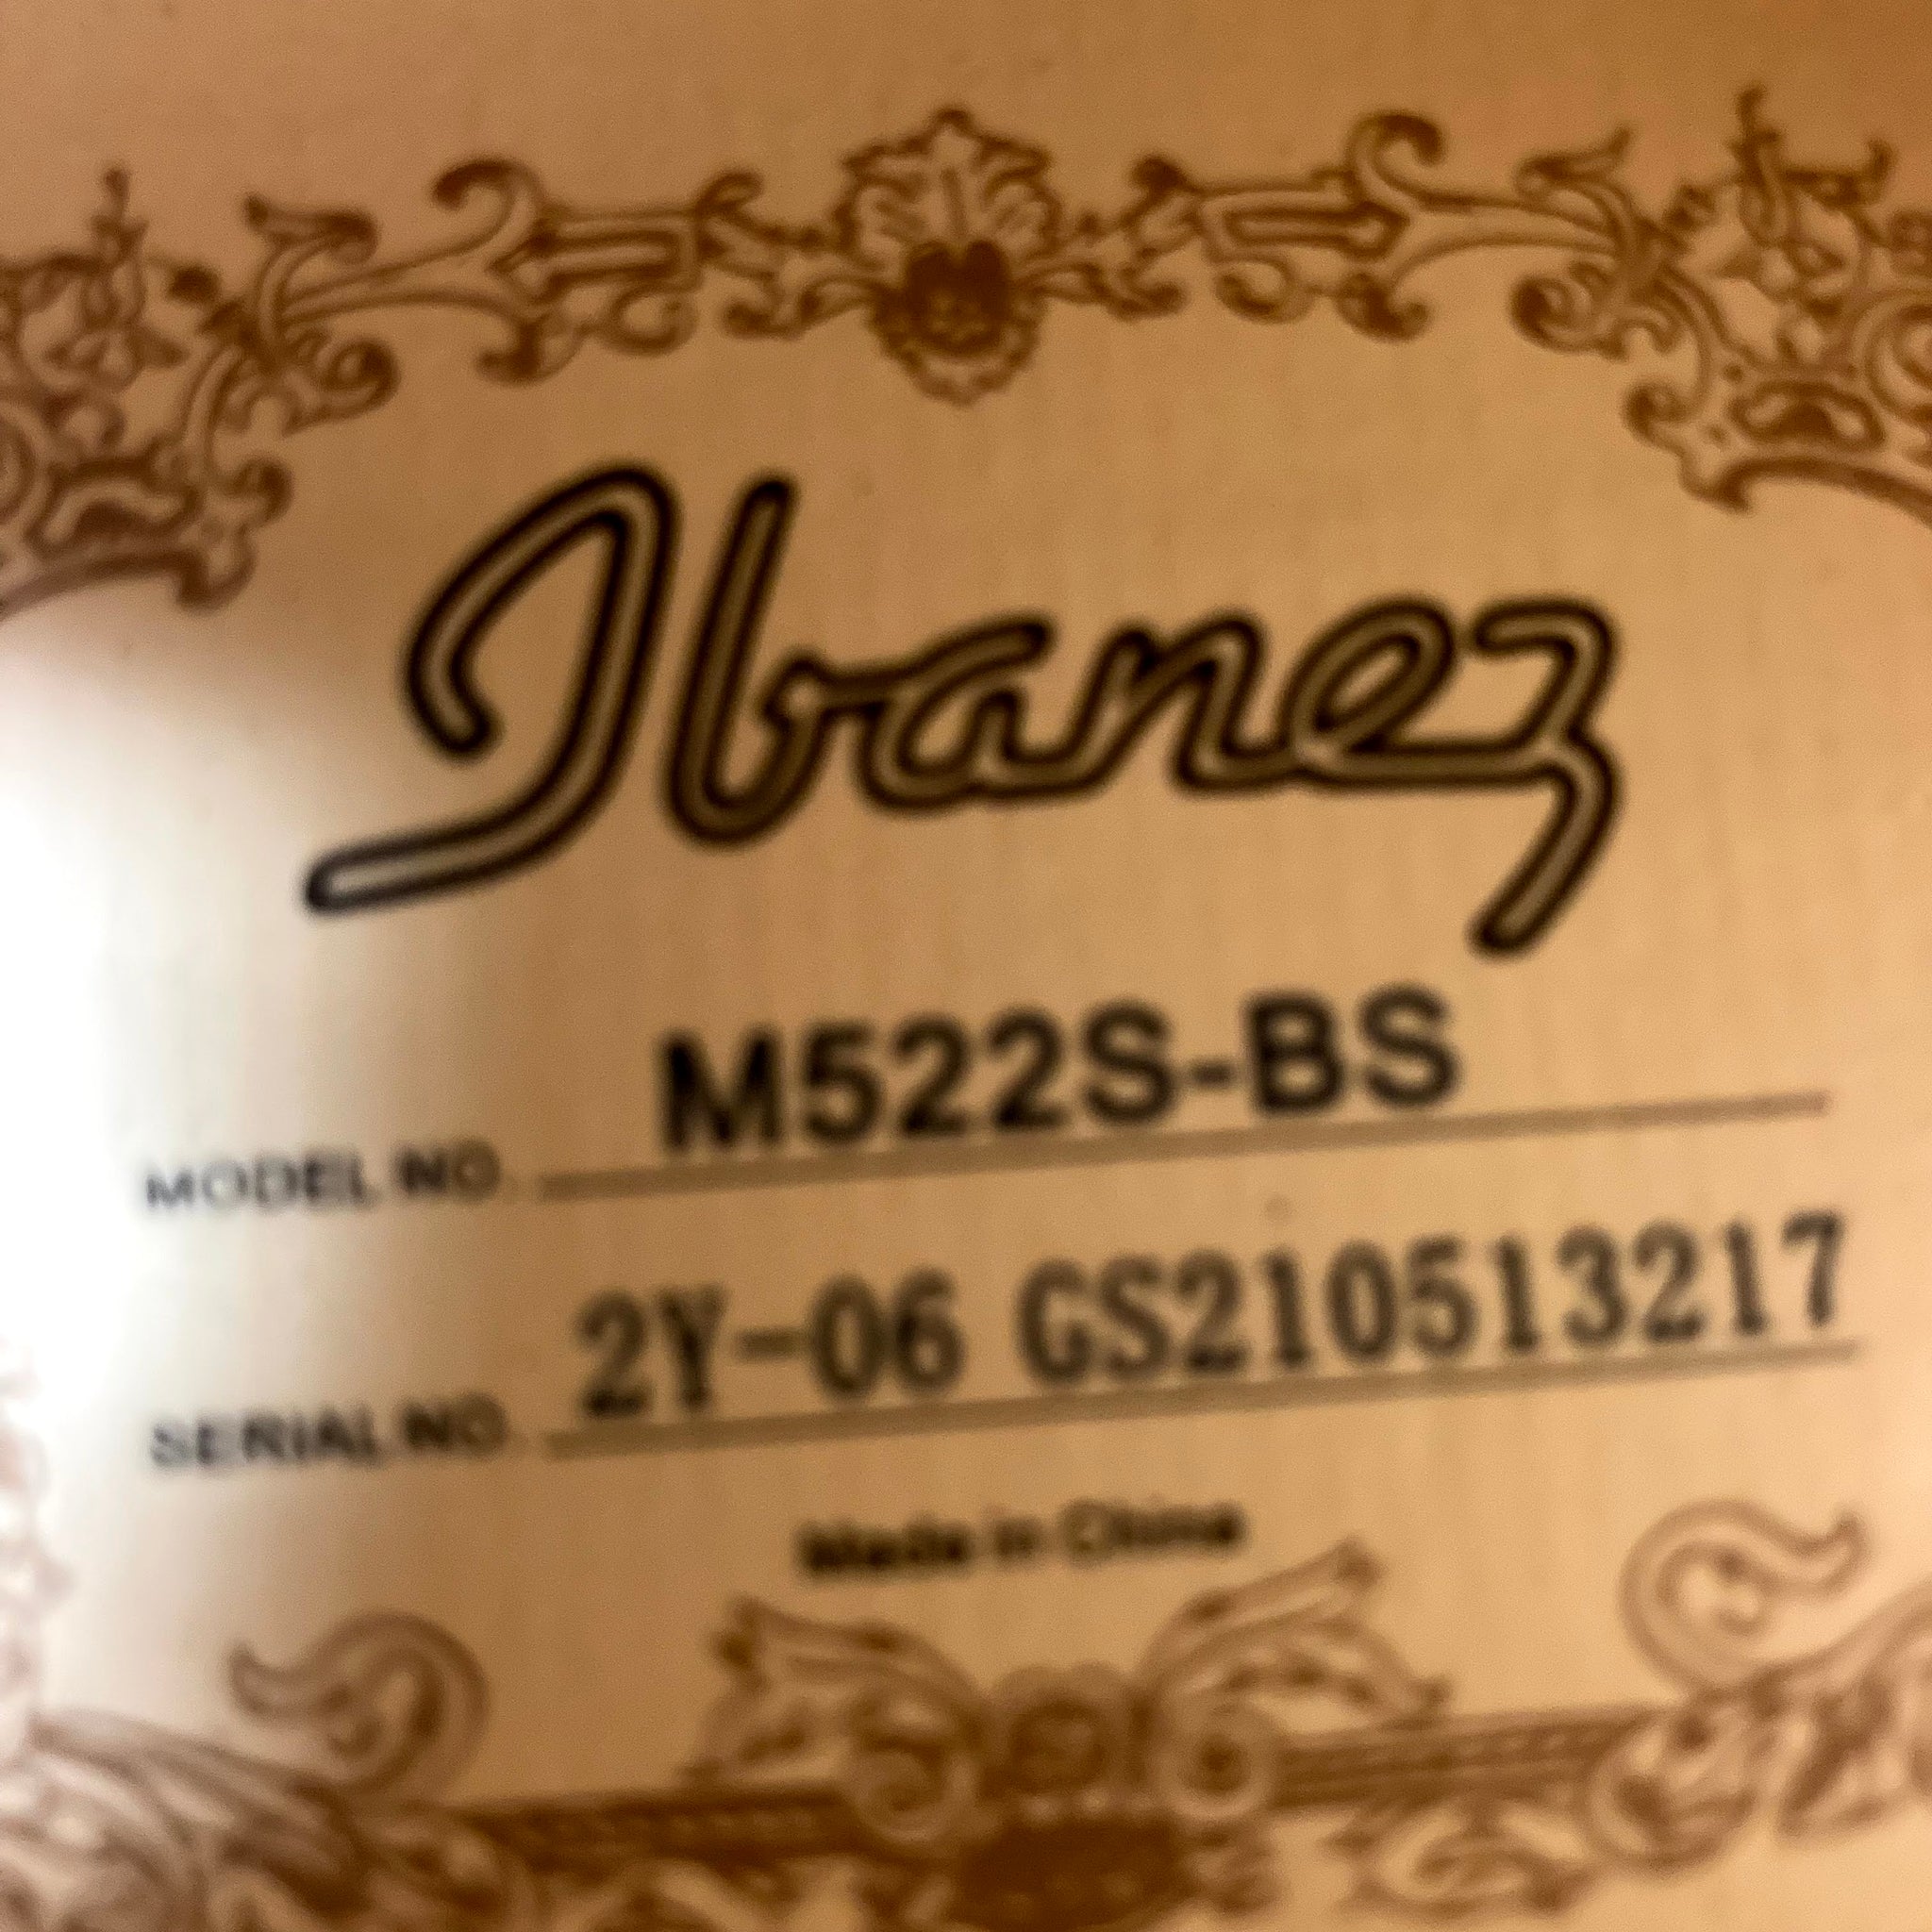 Ibanez
MODEL NO. M522S-BS
SERIAL NO. 2Y-06 GS210513217
Made in China